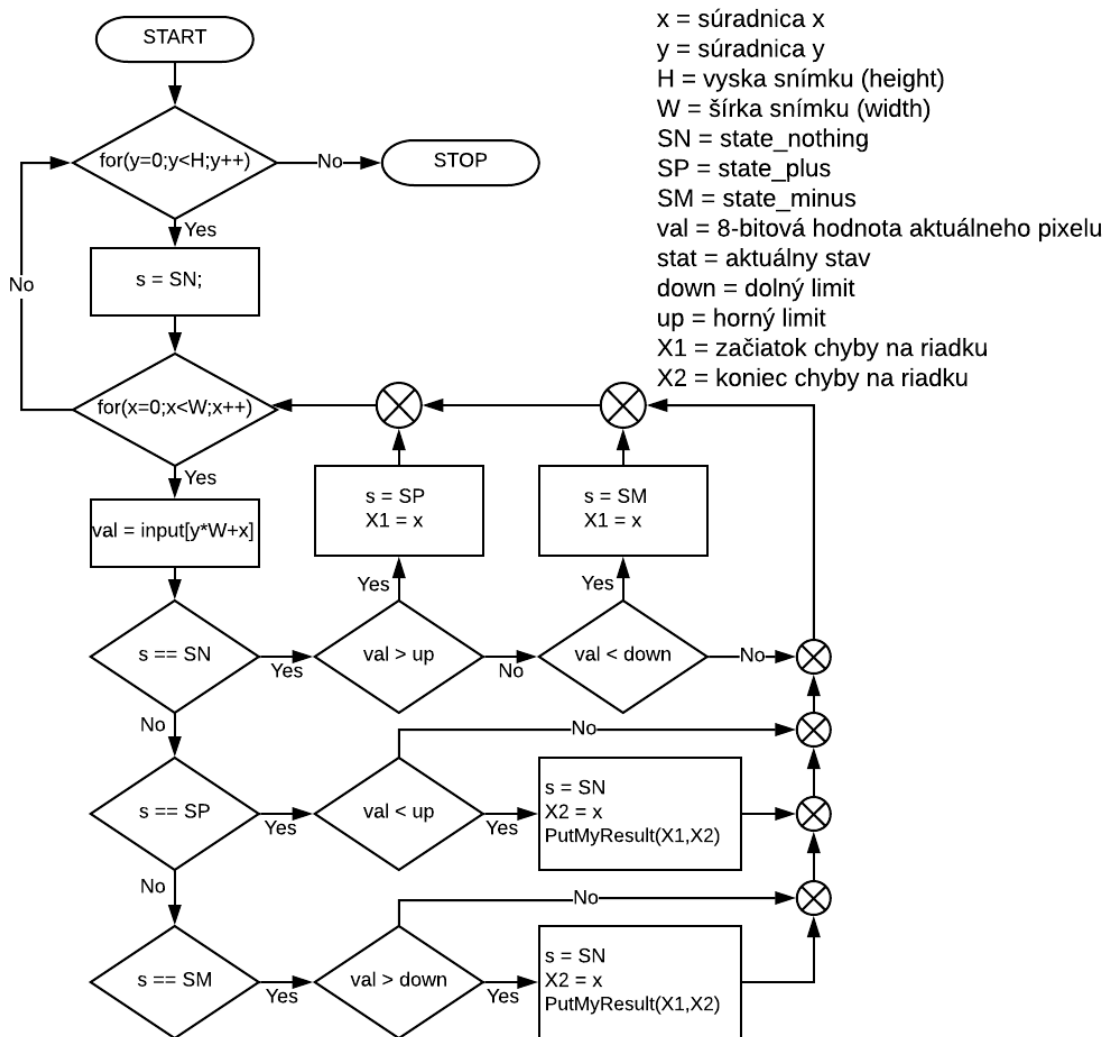 START
for(y=0;y<H;y++)
No
STOP
Yes
s = SN;
No
for(x=0;x<W;x++)
Yes
val = input[y*W+x]
s = SP
X1 = x
s = SM
X1 = x
Yes
Yes
s == SN
Yes
val > up
No
val < down
No
No
No
s == SP
Yes
val < up
Yes
s = SN
X2 = x
PutMyResult(X1,X2)
No
No
s == SM
Yes
val > down
Yes
s = SN
X2 = x
PutMyResult(X1,X2)
x = súradnica x
y = súradnica y
H = vyska snímku (height)
W = šírka snímku (width)
SN = state_nothing
SP = state_plus
SM = state_minus
val = 8-bitová hodnota aktuálneho pixelu
stat = aktuálny stav
down = dolný limit
up = horný limit
X1 = začiatok chyby na riadku
X2 = koniec chyby na riadku